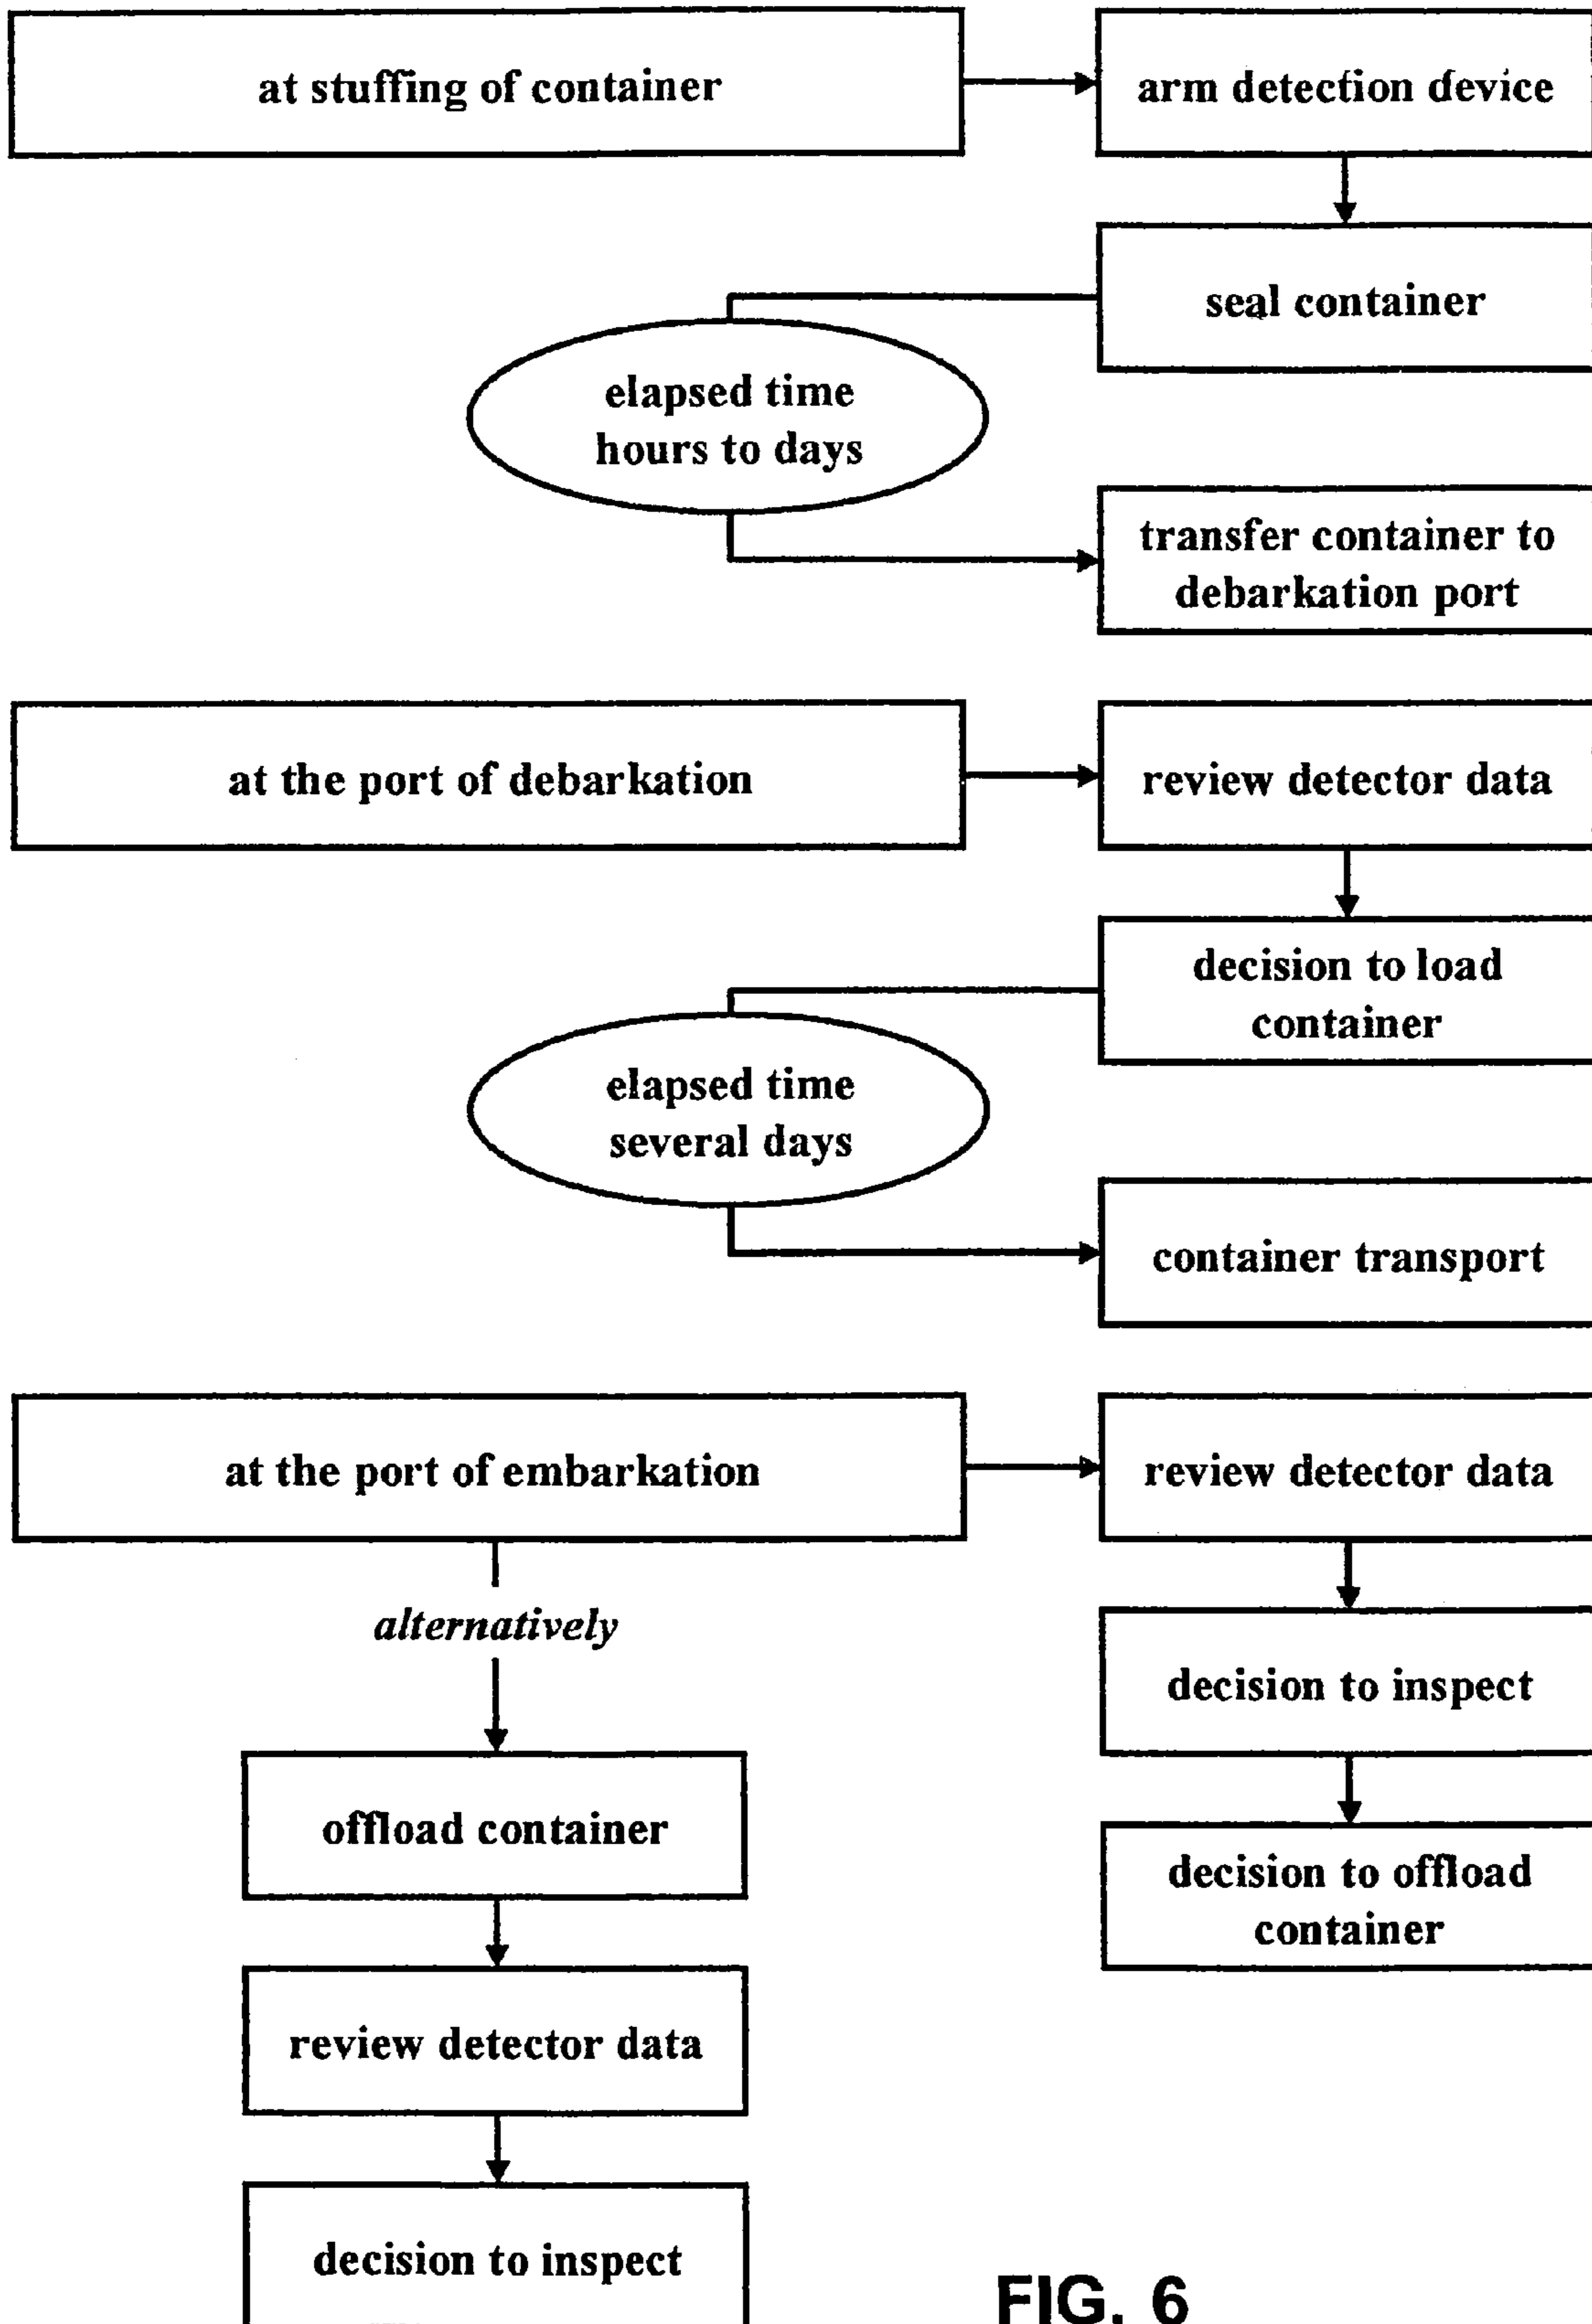 at stuffing of container
arm detection device
seal container
elapsed time
hours to days
transfer container to
debarkation port
at the port of debarkation
review detector data
decision to load
container
elapsed time
several days
container transport
at the port of embarkation
review detector data
decision to inspect
decision to offload
container
alternatively
offload container
review detector data
decision to inspect
FIG. 6